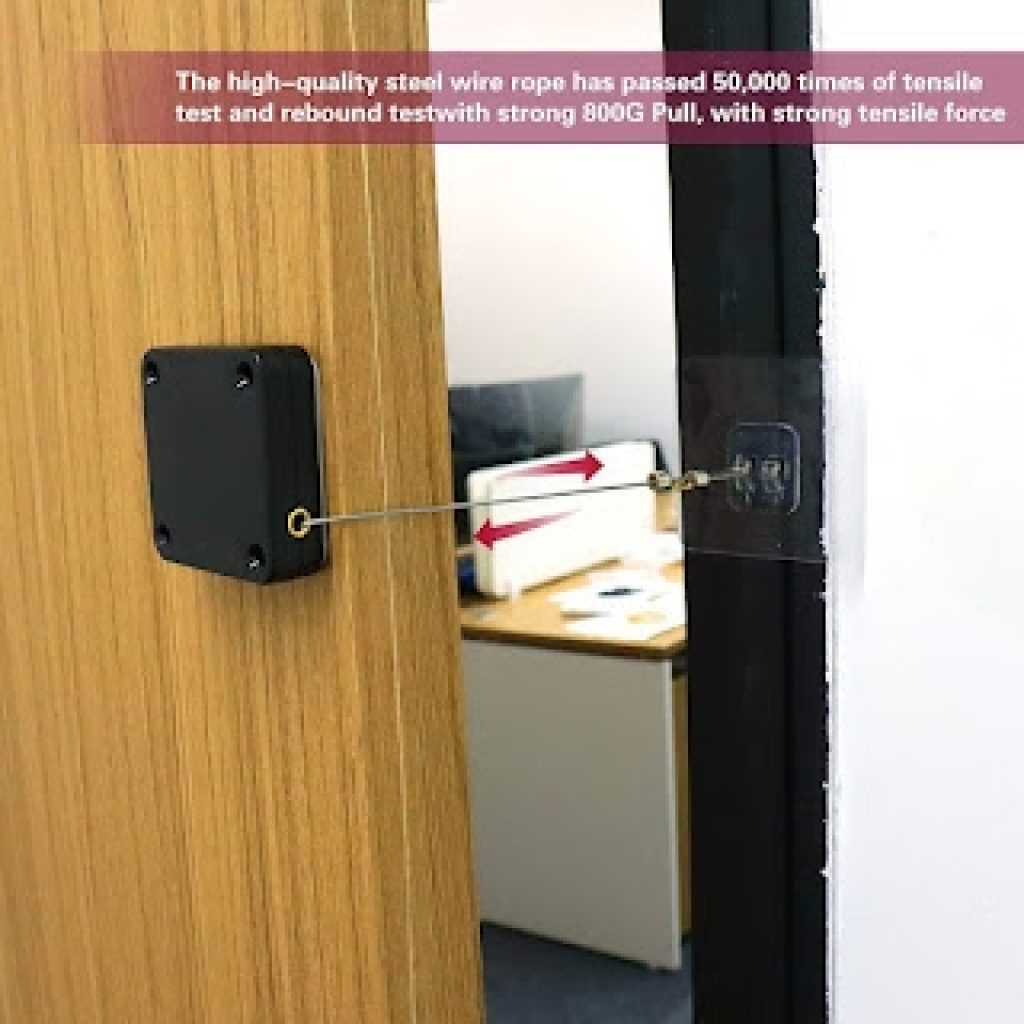 The high-quality steel wire rope has passed 50,000 times of tensile
test and rebound testwith strong 800G Pull, with strong tensile force